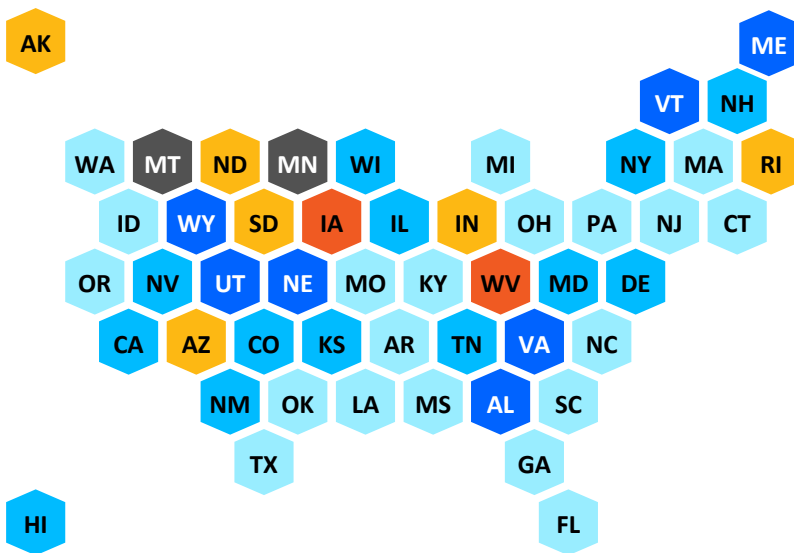 AK ME
VT NH
WA MT ND MN WI MI NY MA RI
ID WY SD IA IL IN OH PA NJ CT
OR NV UT NE MO KY WV MD DE
CA AZ CO KS AR TN VA NC
NM OK LA MS AL SC
TX GA
HI FL